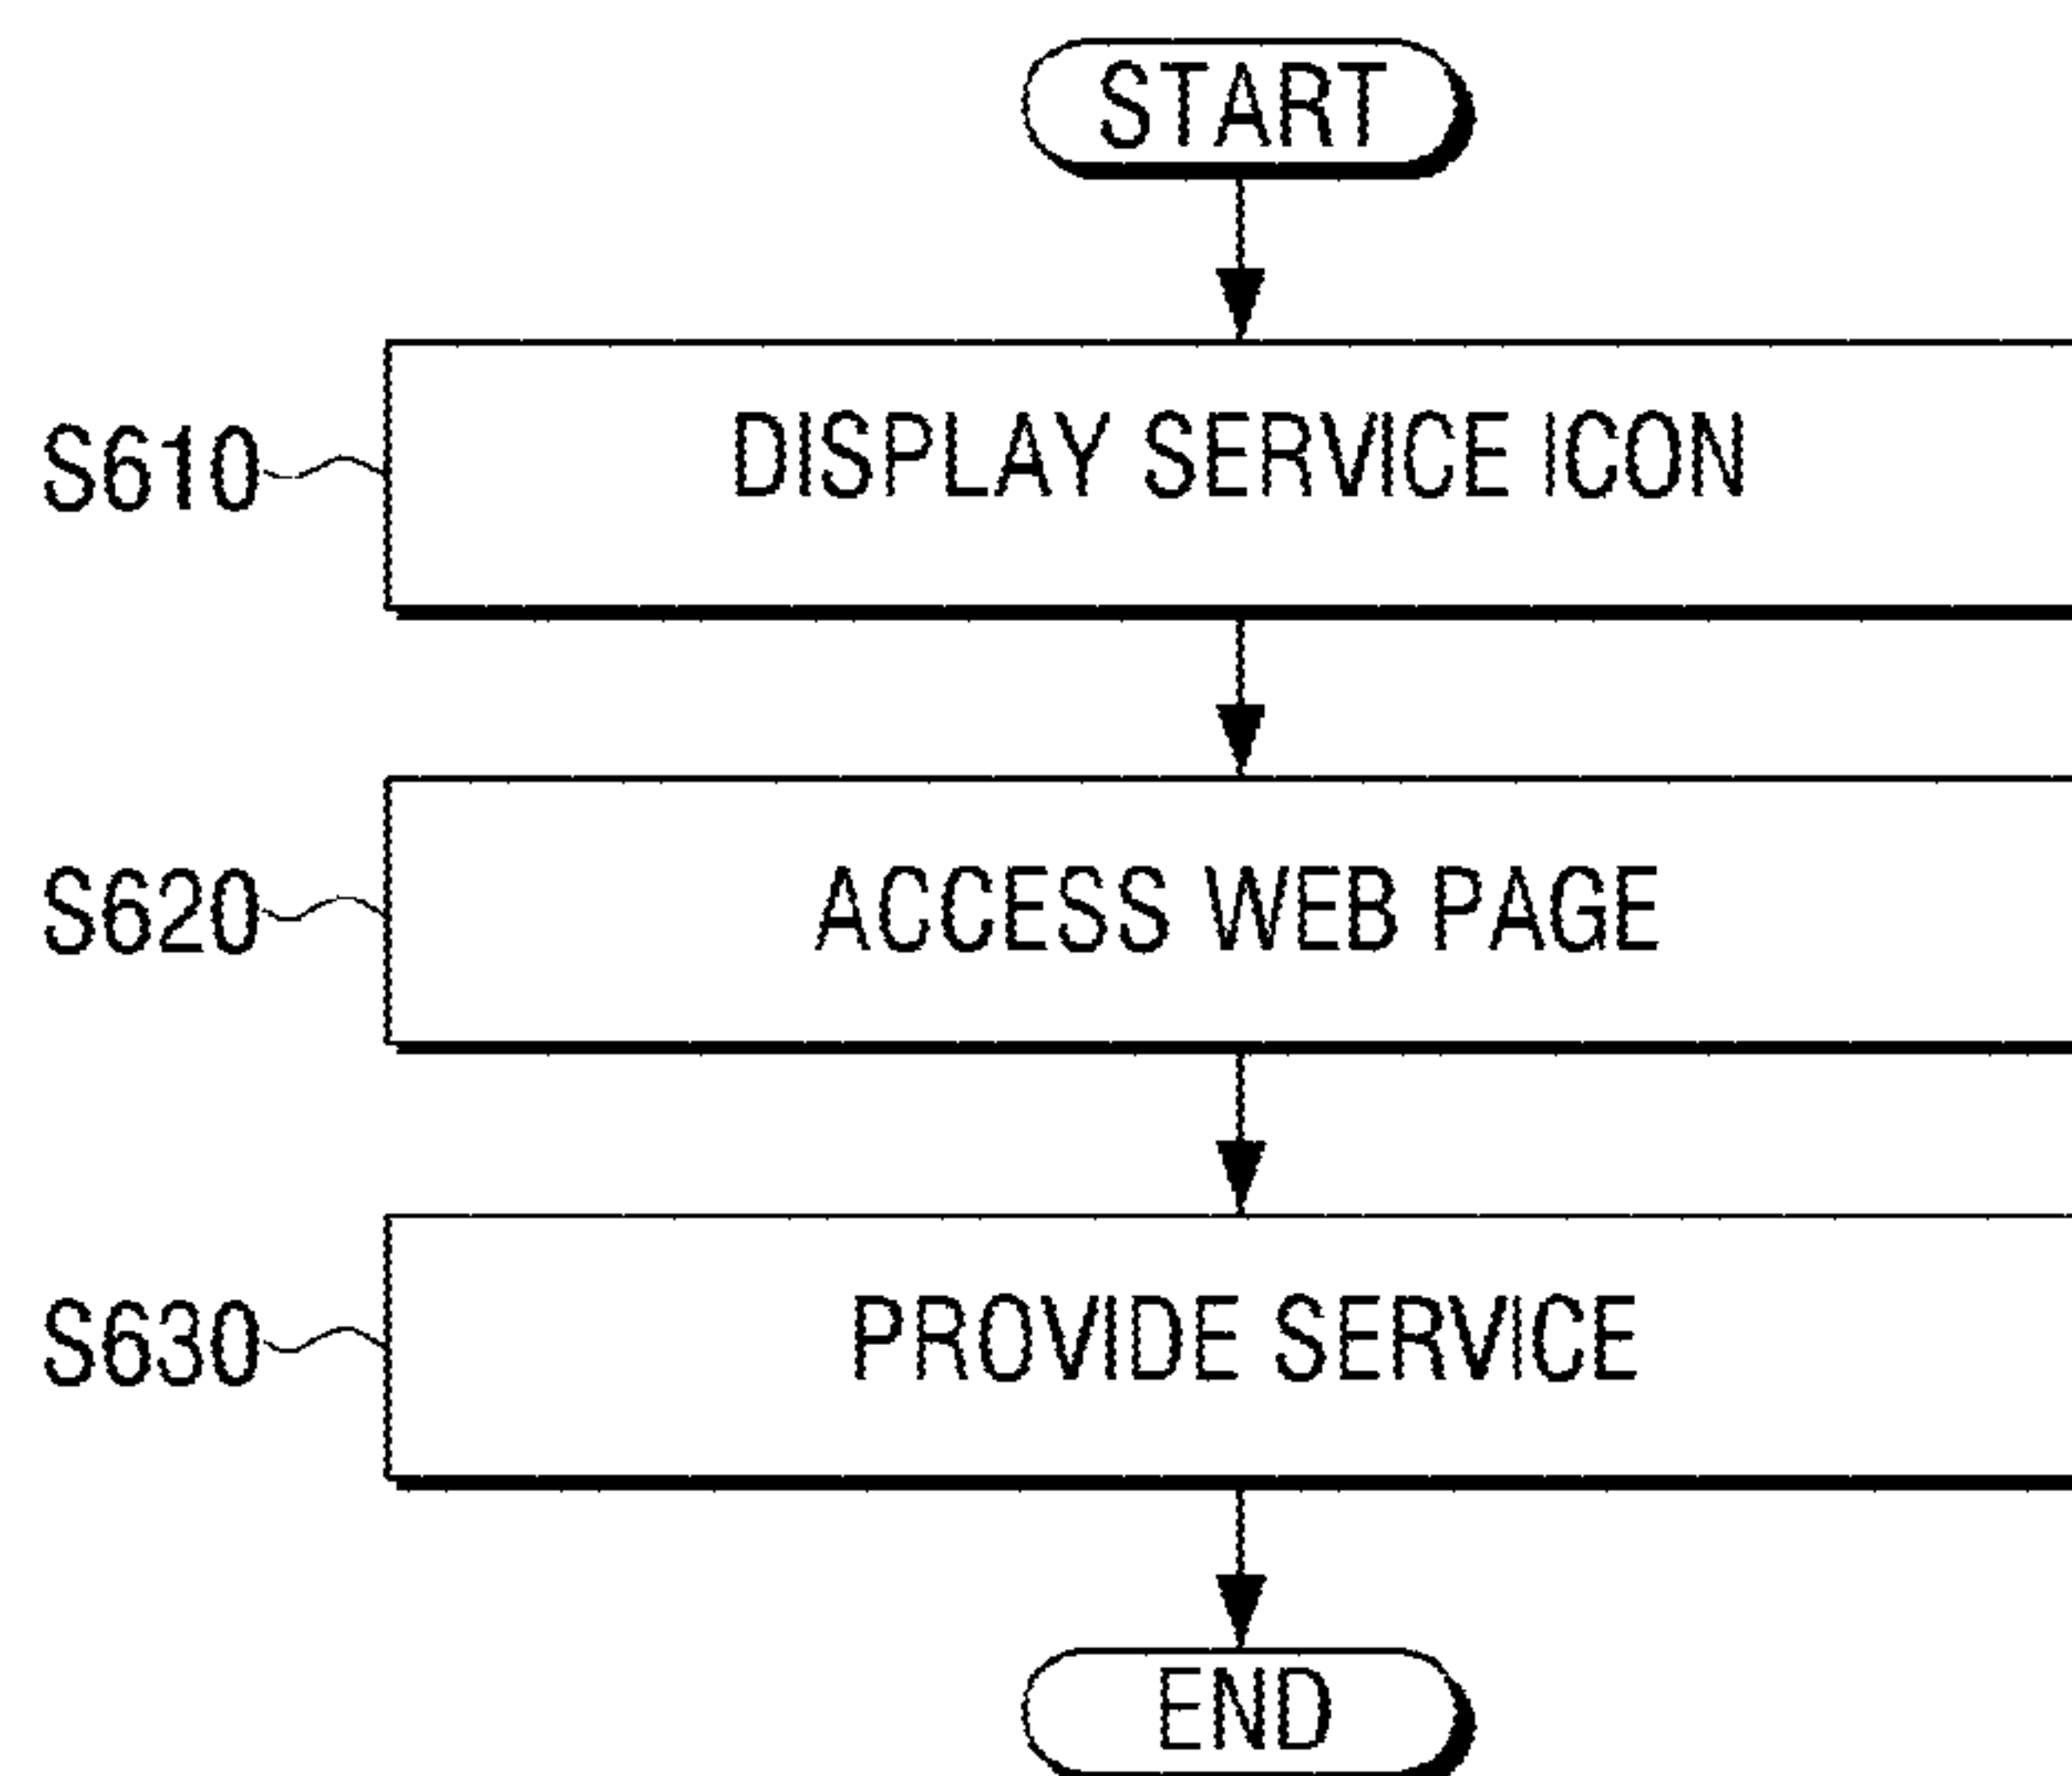 START
S610
DISPLAY SERVICE ICON
S620
ACCESS WEB PAGE
S630
PROVIDE SERVICE
END